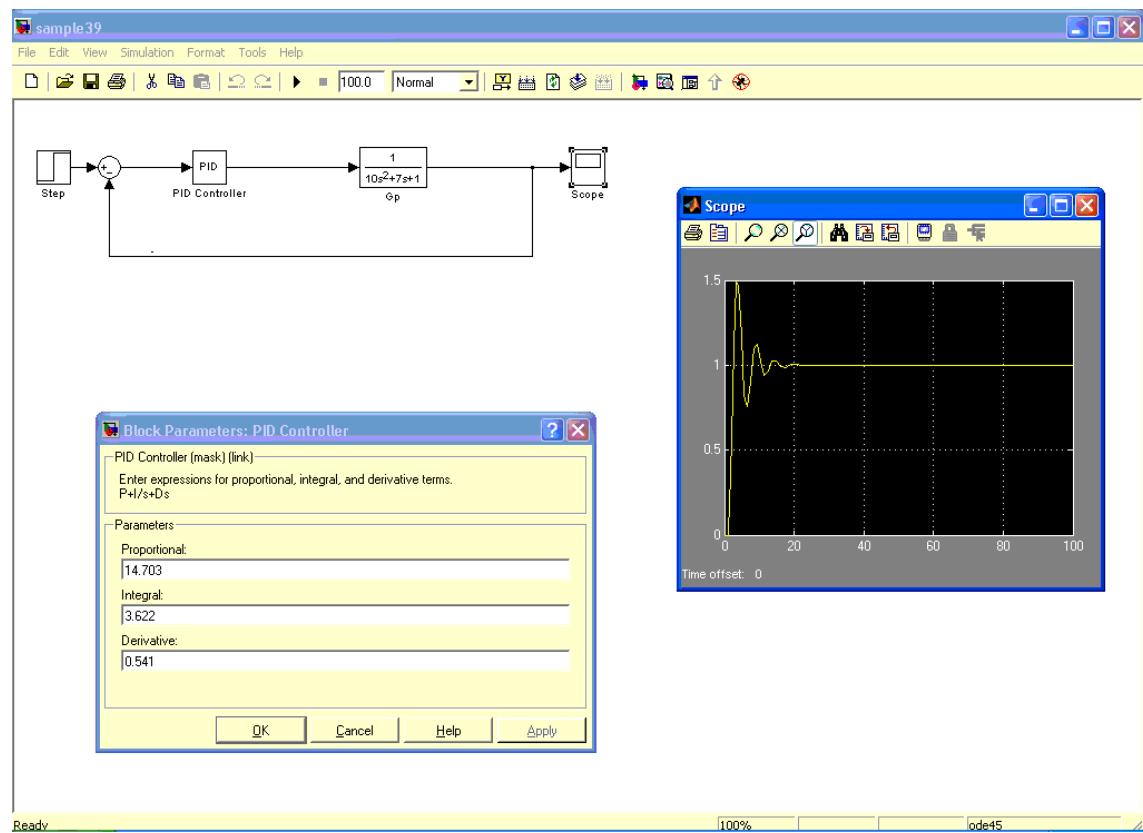 sample39
File Edit View Simulation Format Tools Help
100.0 Normal
1
10s2+7s+1
PID
Step
PID Controller
Gp
Scope
Scope
1.5
1
0.5
0
0 20 40 60 80 100
Time offset: 0
Block Parameters: PID Controller
PID Controller (mask) (link)
Enter expressions for proportional, integral, and derivative terms.
P+I/s+Ds
Parameters
Proportional:
14.703
Integral:
3.622
Derivative:
0.541
OK Cancel Help Apply
Ready 100% ode45